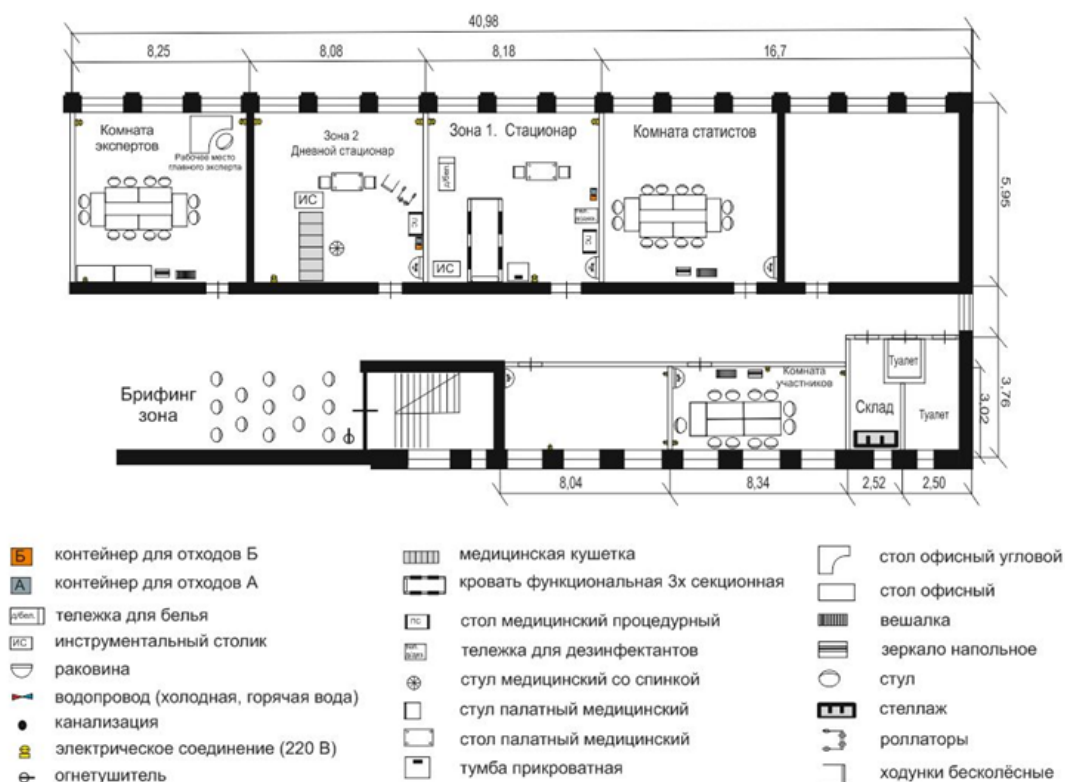 40,98
8,25
8,08
8,18
16,7
Комната
экспертов
Рабочее место
главного эксперта
Зона 2
Дневной стационар
ИС
ПС
Зона 1. Стационар
д/бел.
ПС
ИС
Комната статистов
5,95
Брифинг
зона
Комната
участников
Склад
Туалет
Туалет
3,02
3,76
8,04
8,34
2,52
2,50
Б контейнер для отходов Б
А контейнер для отходов А
д/бел. тележка для белья
ИС инструментальный столик
раковина
водопровод (холодная, горячая вода)
канализация
электрическое соединение (220 В)
огнетушитель
медицинская кушетка
кровать функциональная 3х секционная
ПС стол медицинский процедурный
тележка для дезинфектантов
стул медицинский со спинкой
стул палатный медицинский
стол палатный медицинский
тумба прикроватная
стол офисный угловой
стол офисный
вешалка
зеркало напольное
стул
стеллаж
роллаторы
ходунки бесколёсные